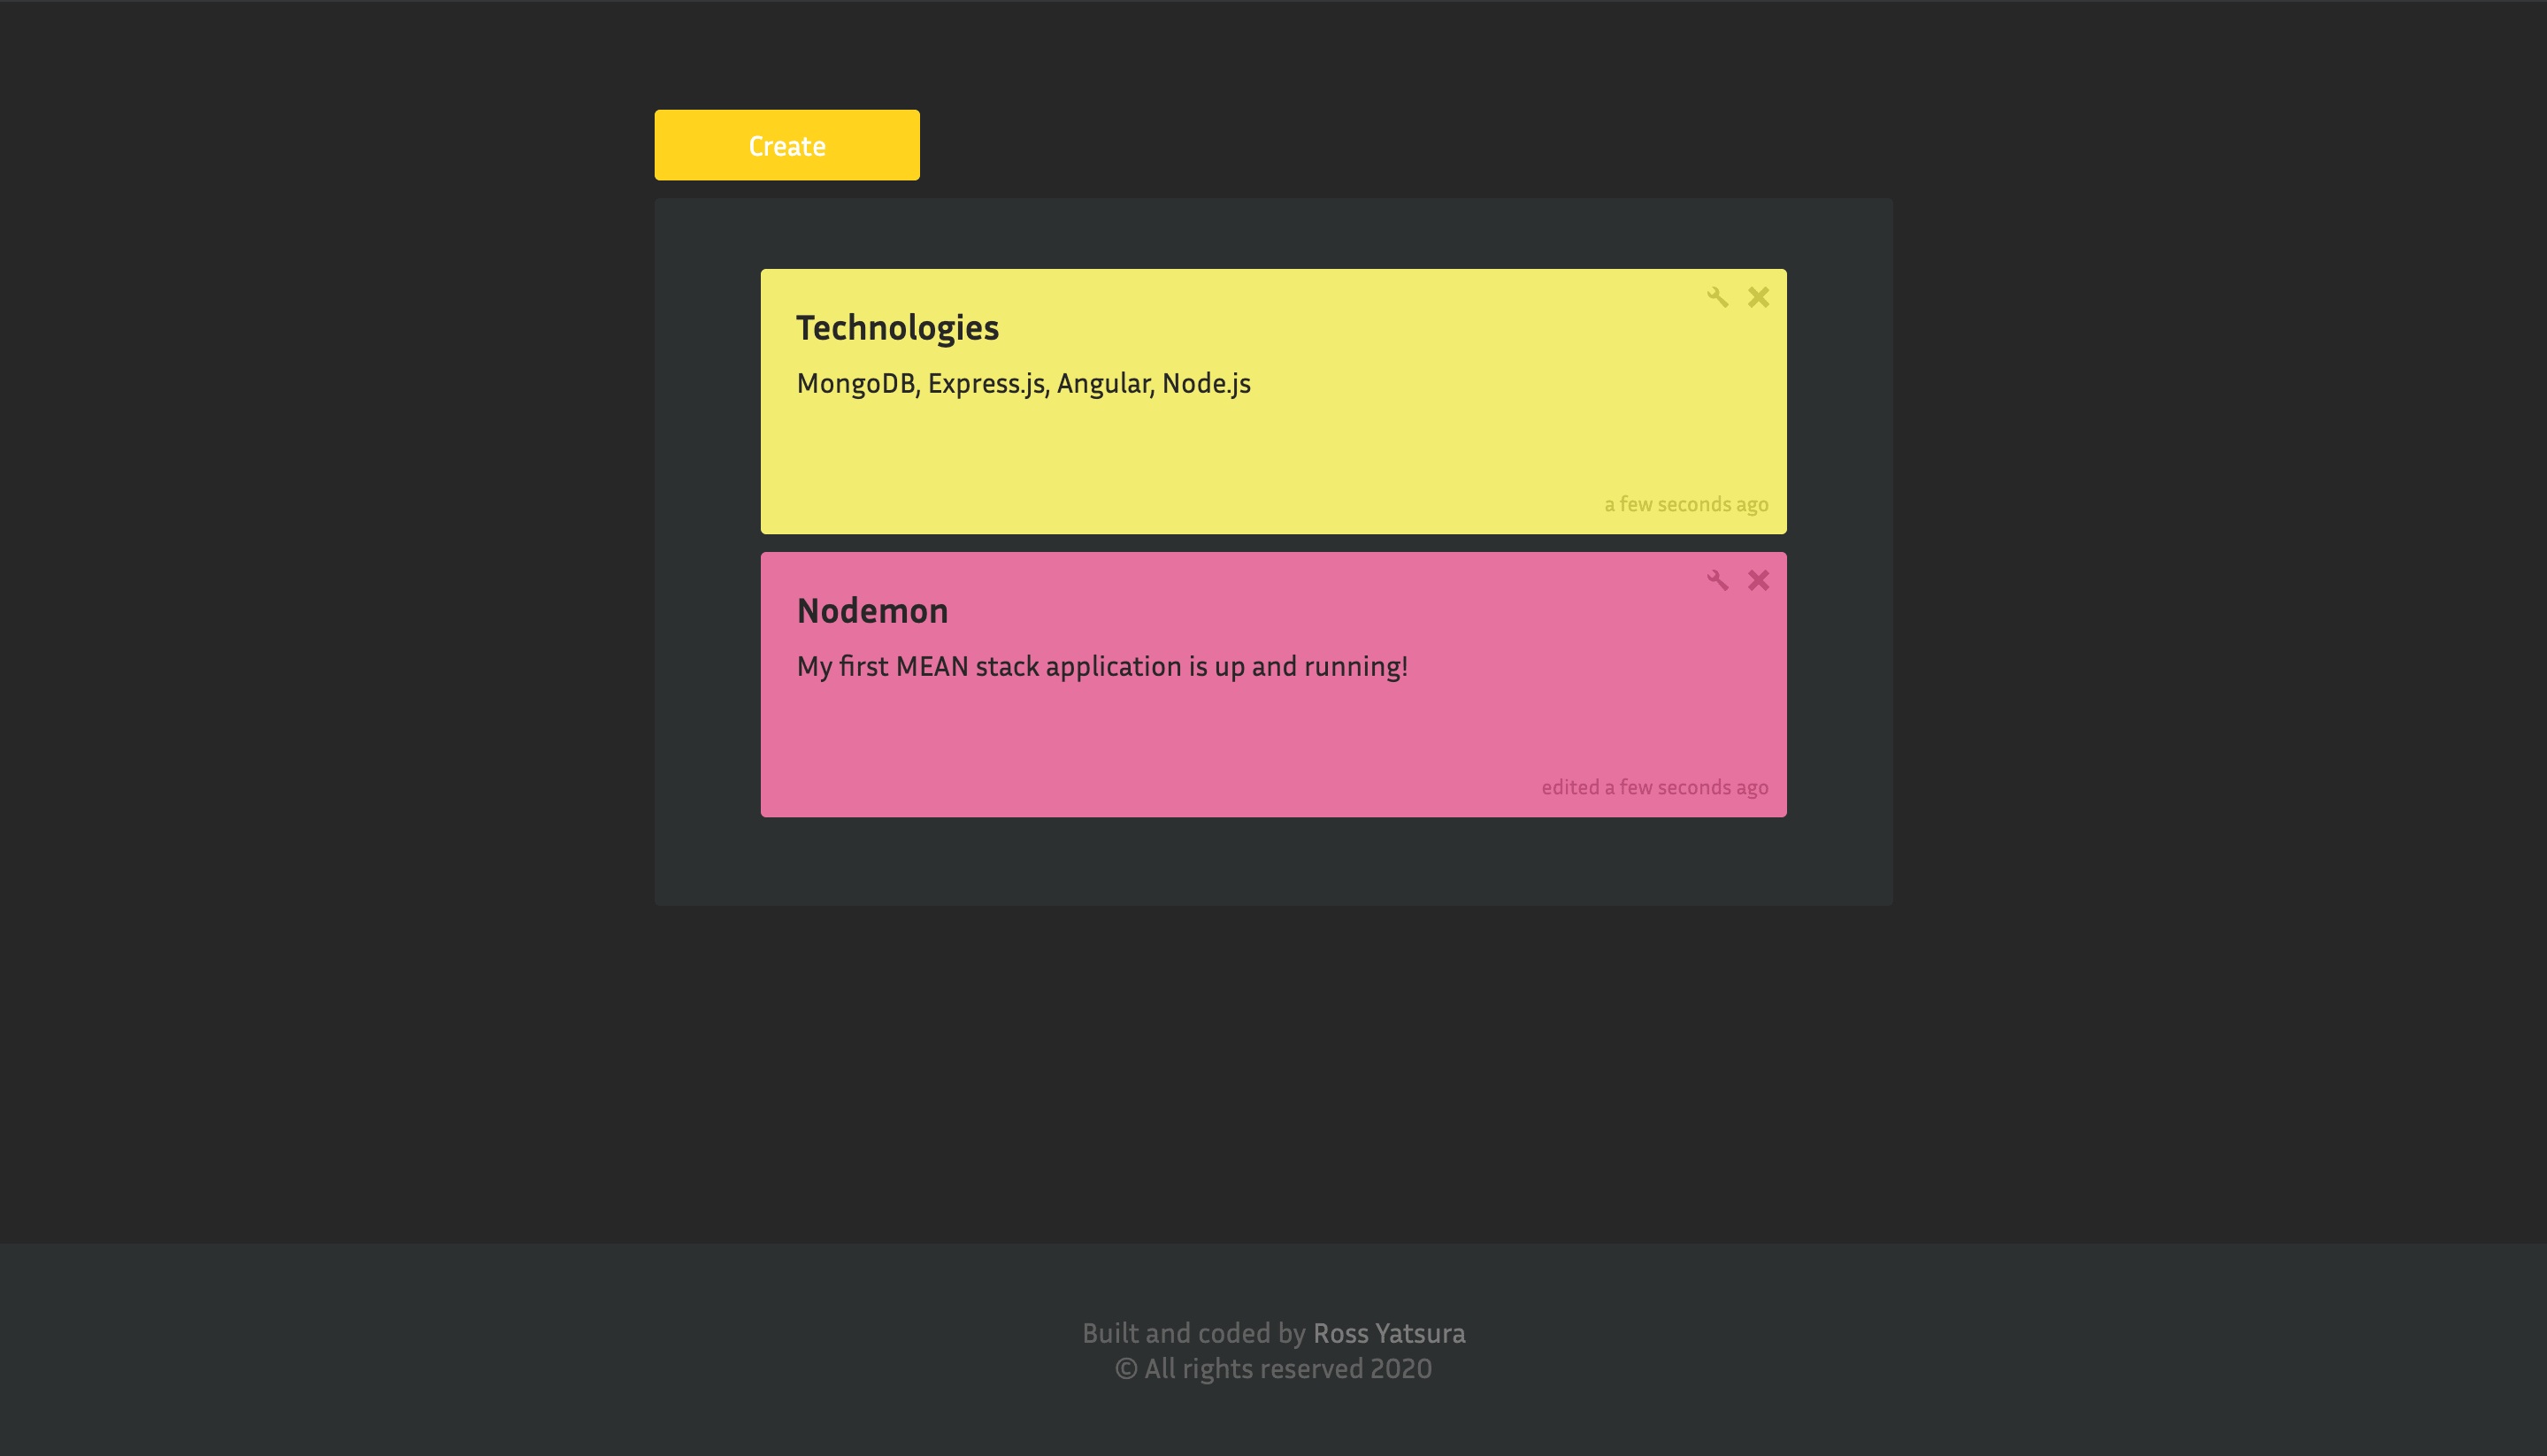 Create
Technologies
MongoDB, Express.js, Angular, Node.js
a few seconds ago
Nodemon
My first MEAN stack application is up and running!
edited a few seconds ago
Built and coded by Ross Yatsura
© All rights reserved 2020